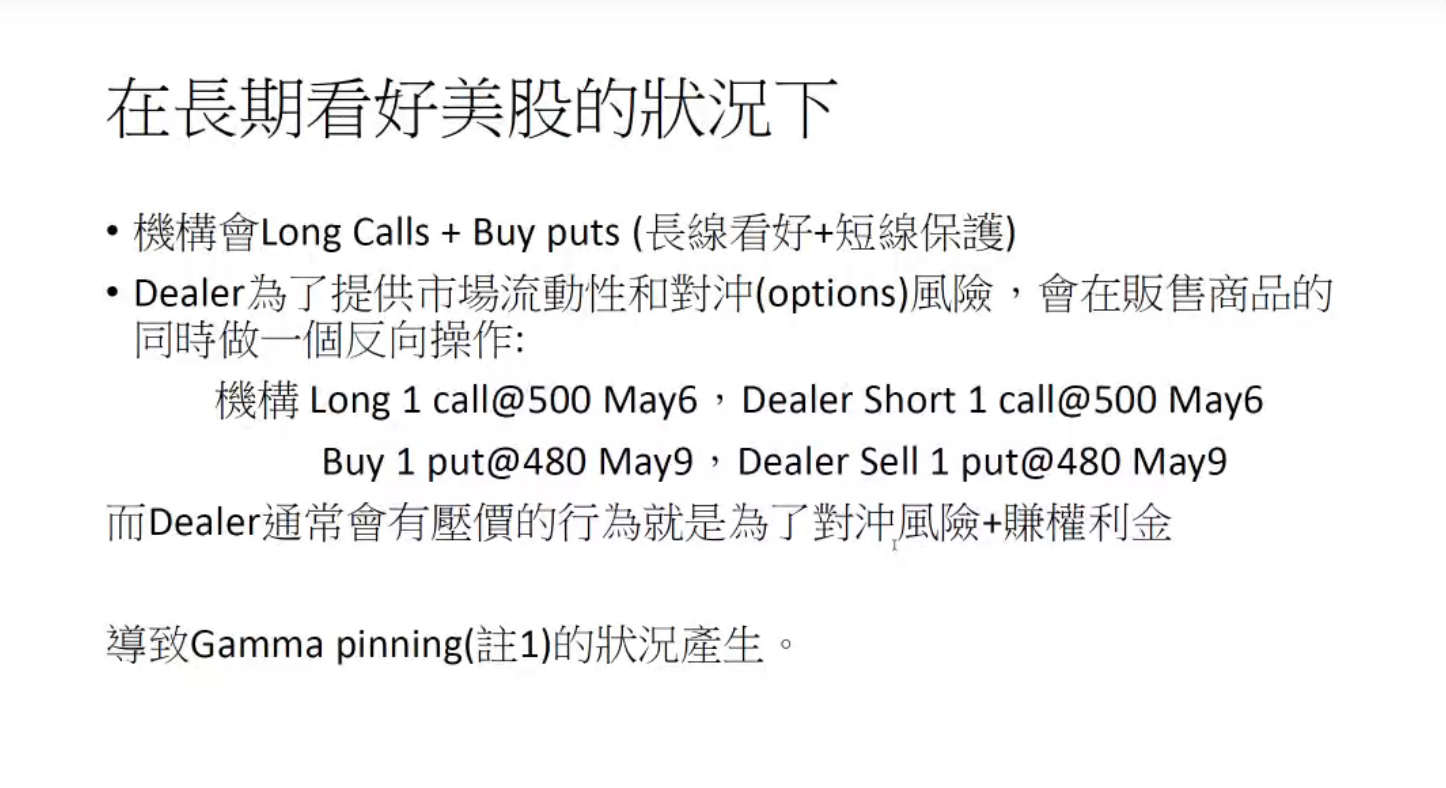 在長期看好美股的狀況下
• 機構會Long Calls + Buy puts (長線看好+短線保護)
• Dealer為了提供市場流動性和對沖(options)風險，會在販售商品的
同時做一個反向操作:
機構 Long 1 call@500 May6，Dealer Short 1 call@500 May6
Buy 1 put@480 May9，Dealer Sell 1 put@480 May9
而Dealer通常會有壓價的行為就是為了對沖風險+賺權利金
導致Gamma pinning(註1)的狀況產生。